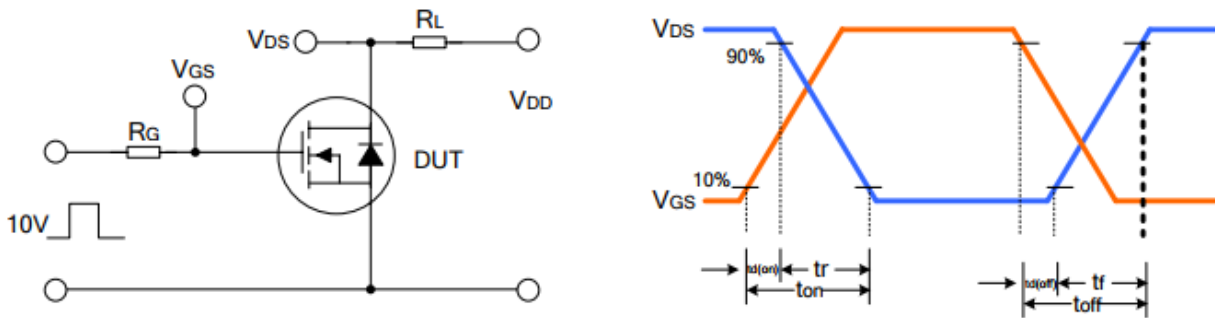 VDS
RL
VGS
VDD
RG
DUT
10V
VDS
90%
10%
VGS
td(on)
tr
ton
td(off)
tf
toff